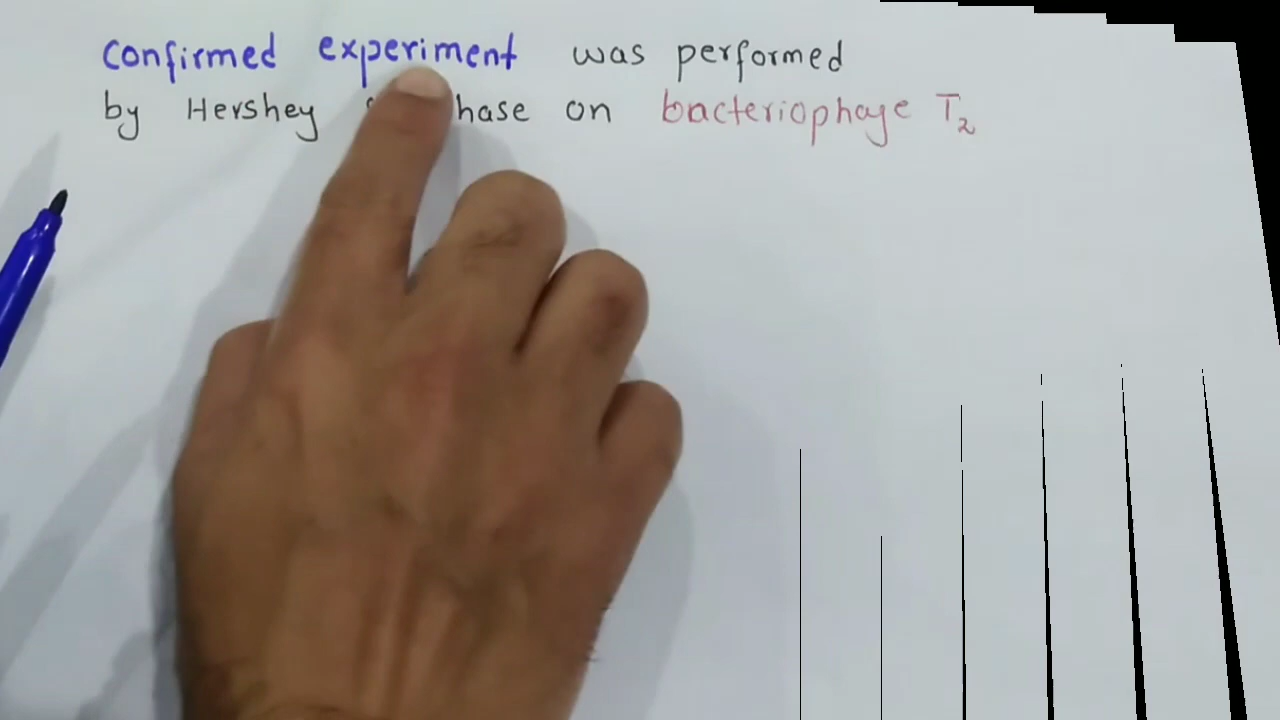 Confirmed experiment was performed
by Hershey hase on bacteriophage T₂